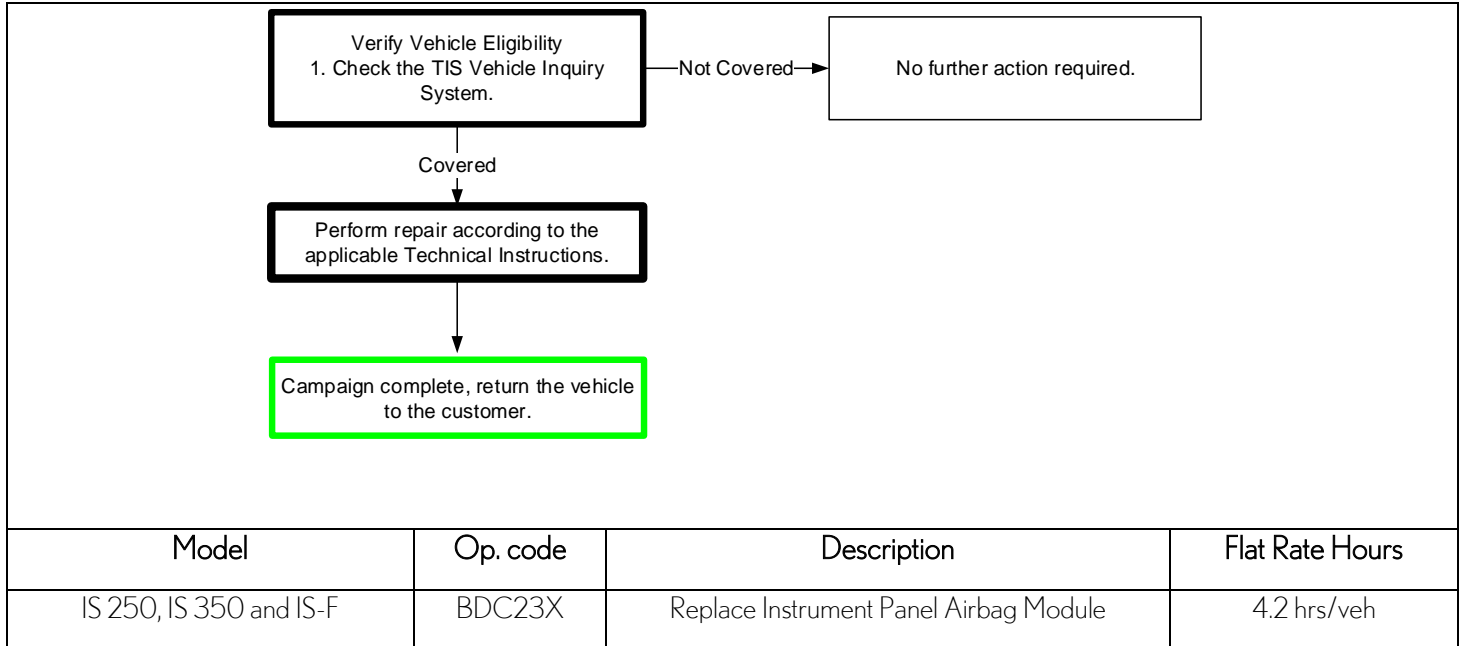 Verify Vehicle Eligibility
1. Check the TIS Vehicle Inquiry
System.
Not Covered
No further action required.
Covered
Perform repair according to the
applicable Technical Instructions.
Campaign complete, return the vehicle
to the customer.
Model Op. code Description Flat Rate Hours
IS 250, IS 350 and IS-F BDC23X Replace Instrument Panel Airbag Module 4.2 hrs/veh